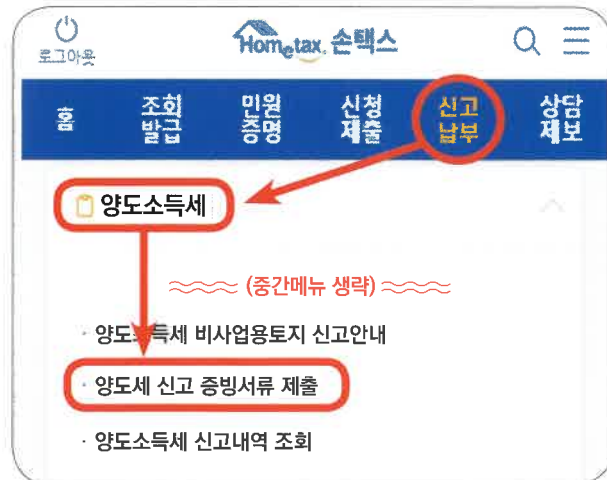 로그아웃
Hometax. 손택스
홈
조회
발급
민원
증명
신청
제출
신고
납부
상담
제보
양도소득세
(중간메뉴 생략)
· 양도소득세 비사업용토지 신고안내
· 양도세 신고 증빙서류 제출
· 양도소득세 신고내역 조회